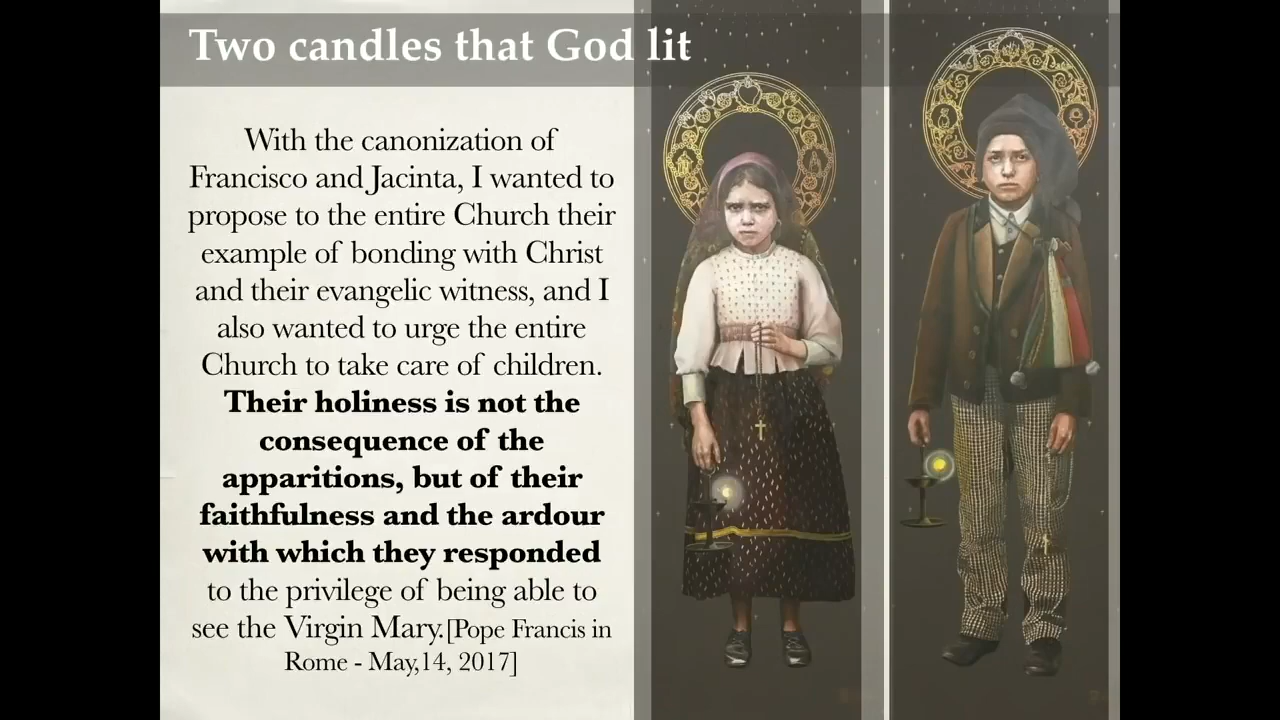 Two candles that God lit
With the canonization of
Francisco and Jacinta, I wanted to
propose to the entire Church their
example of bonding with Christ
and their evangelic witness, and I
also wanted to urge the entire
Church to take care of children.
Their holiness is not the
consequence of the
apparitions, but of their
faithfulness and the ardour
with which they responded
to the privilege of being able to
see the Virgin Mary.[Pope Francis in
Rome - May,14, 2017]